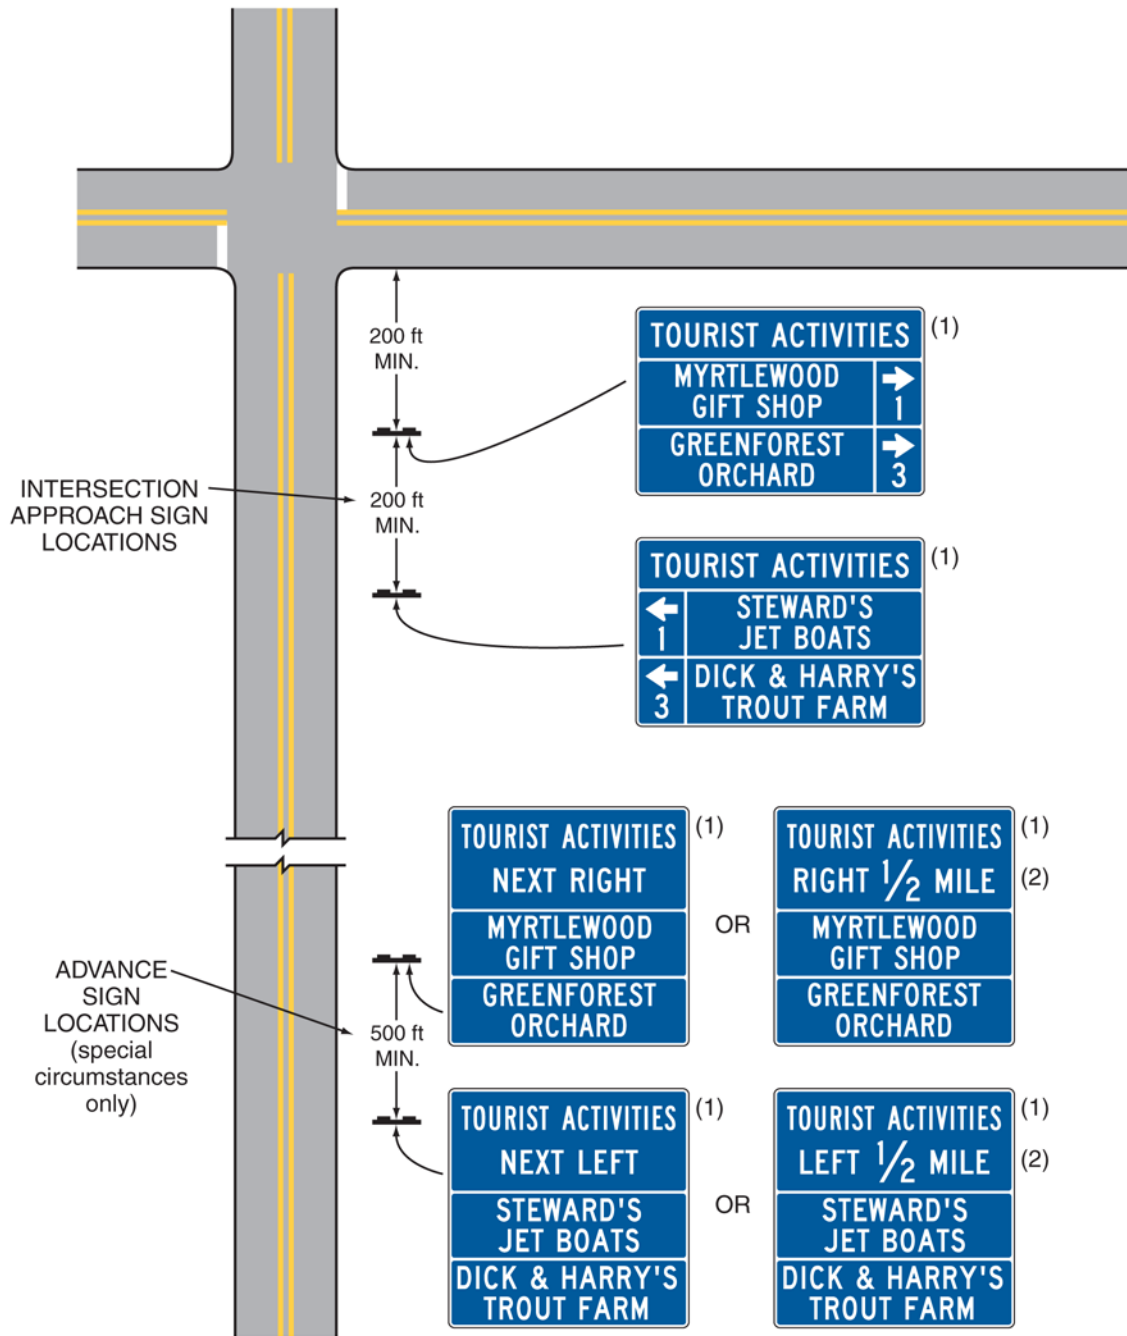 200 ft
MIN.
TOURIST ACTIVITIES (1)
MYRTLEWOOD
GIFT SHOP
1
GREENFOREST
ORCHARD
3
INTERSECTION
APPROACH SIGN
LOCATIONS
200 ft
MIN.
TOURIST ACTIVITIES (1)
STEWARD'S
JET BOATS
1
DICK & HARRY'S
TROUT FARM
3
ADVANCE
SIGN
LOCATIONS
(special
circumstances
only)
500 ft
MIN.
TOURIST ACTIVITIES (1)
NEXT RIGHT
MYRTLEWOOD
GIFT SHOP
GREENFOREST
ORCHARD
OR
TOURIST ACTIVITIES (1)
RIGHT 1/2 MILE (2)
MYRTLEWOOD
GIFT SHOP
GREENFOREST
ORCHARD
TOURIST ACTIVITIES (1)
NEXT LEFT
STEWARD'S
JET BOATS
DICK & HARRY'S
TROUT FARM
OR
TOURIST ACTIVITIES (1)
LEFT 1/2 MILE (2)
STEWARD'S
JET BOATS
DICK & HARRY'S
TROUT FARM